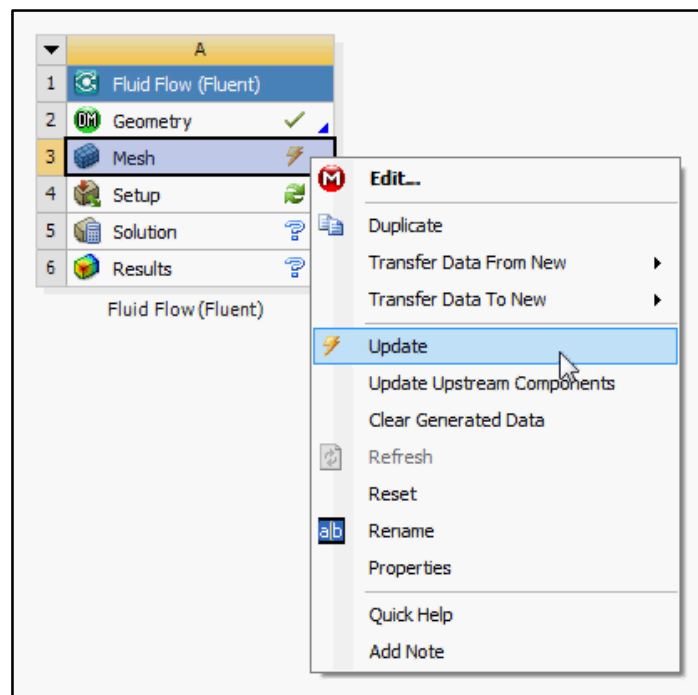 A
1 Fluid Flow (Fluent)
2 DM Geometry
3 Mesh
4 Setup
5 Solution
6 Results
Fluid Flow (Fluent)
M Edit...
Duplicate
Transfer Data From New
Transfer Data To New
Update
Update Upstream Components
Clear Generated Data
Refresh
Reset
a|b Rename
Properties
Quick Help
Add Note